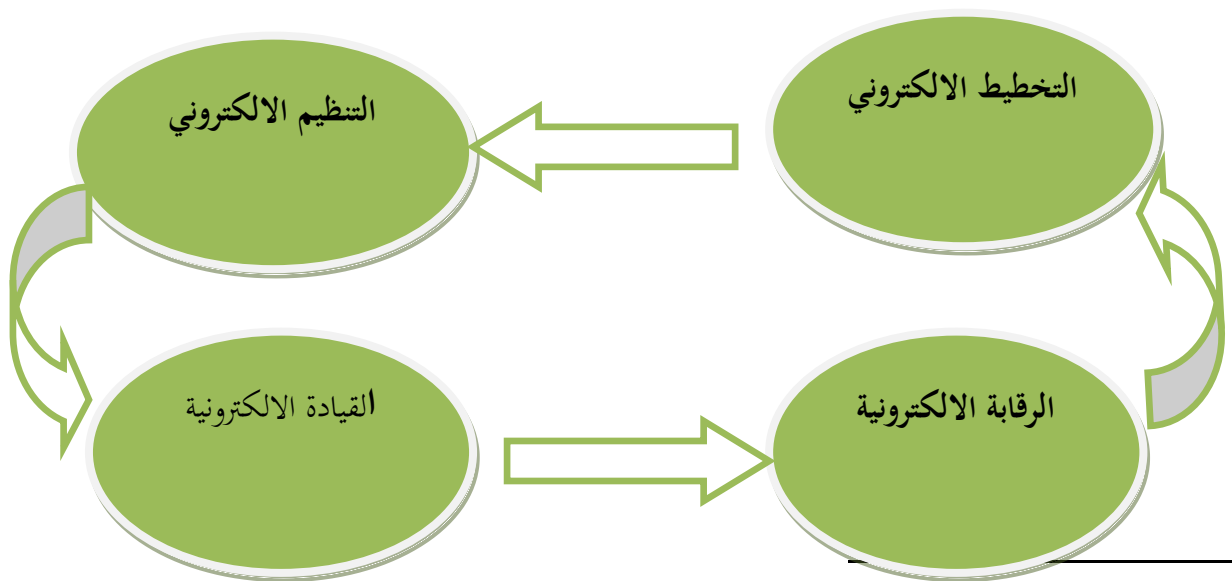 التخطيط الالكتروني
التنظيم الالكتروني
الرقابة الالكترونية
القيادة الالكترونية